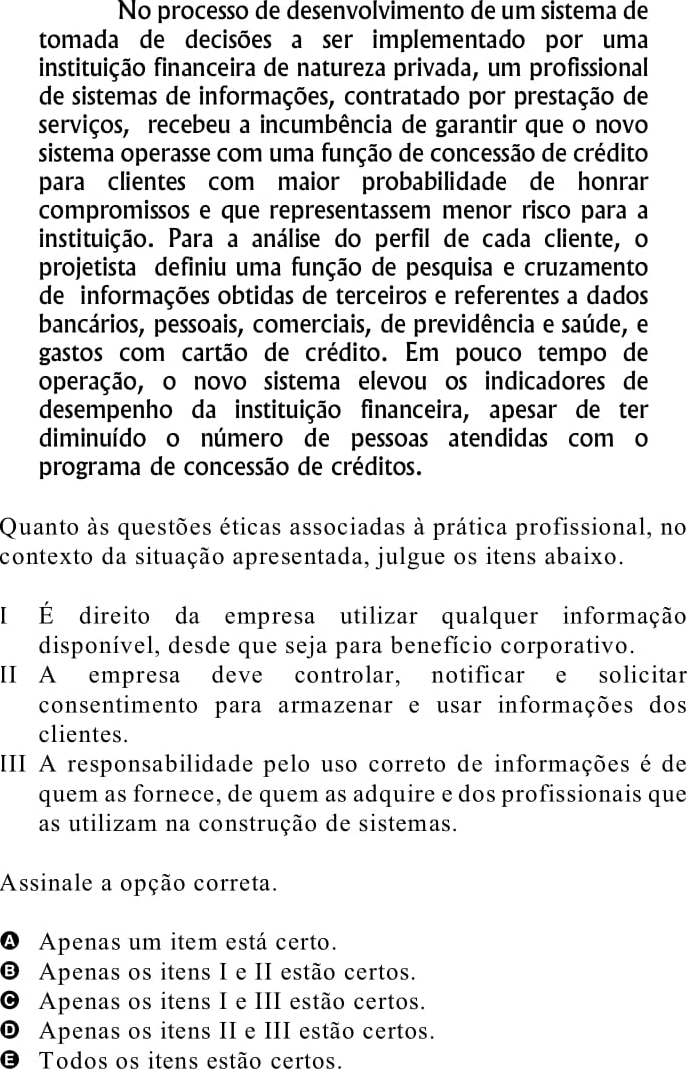 No processo de desenvolvimento de um sistema de
tomada de decisões a ser implementado por uma
instituição financeira de natureza privada, um profissional
de sistemas de informações, contratado por prestação de
serviços, recebeu a incumbência de garantir que o novo
sistema operasse com uma função de concessão de crédito
para clientes com maior probabilidade de honrar
compromissos e que representassem menor risco para a
instituição. Para a análise do perfil de cada cliente, o
projetista definiu uma função de pesquisa e cruzamento
de informações obtidas de terceiros e referentes a dados
bancários, pessoais, comerciais, de previdência e saúde, e
gastos com cartão de crédito. Em pouco tempo de
operação, o novo sistema elevou os indicadores de
desempenho da instituição financeira, apesar de ter
diminuído o número de pessoas atendidas com o
programa de concessão de créditos.
Quanto às questões éticas associadas à prática profissional, no
contexto da situação apresentada, julgue os itens abaixo.
I É direito da empresa utilizar qualquer informação
disponível, desde que seja para benefício corporativo.
II A empresa deve controlar, notificar e solicitar
consentimento para armazenar e usar informações dos
clientes.
III A responsabilidade pelo uso correto de informações é de
quem as fornece, de quem as adquire e dos profissionais que
as utilizam na construção de sistemas.
Assinale a opção correta.
A Apenas um item está certo.
B Apenas os itens I e II estão certos.
C Apenas os itens I e III estão certos.
D Apenas os itens II e III estão certos.
E Todos os itens estão certos.